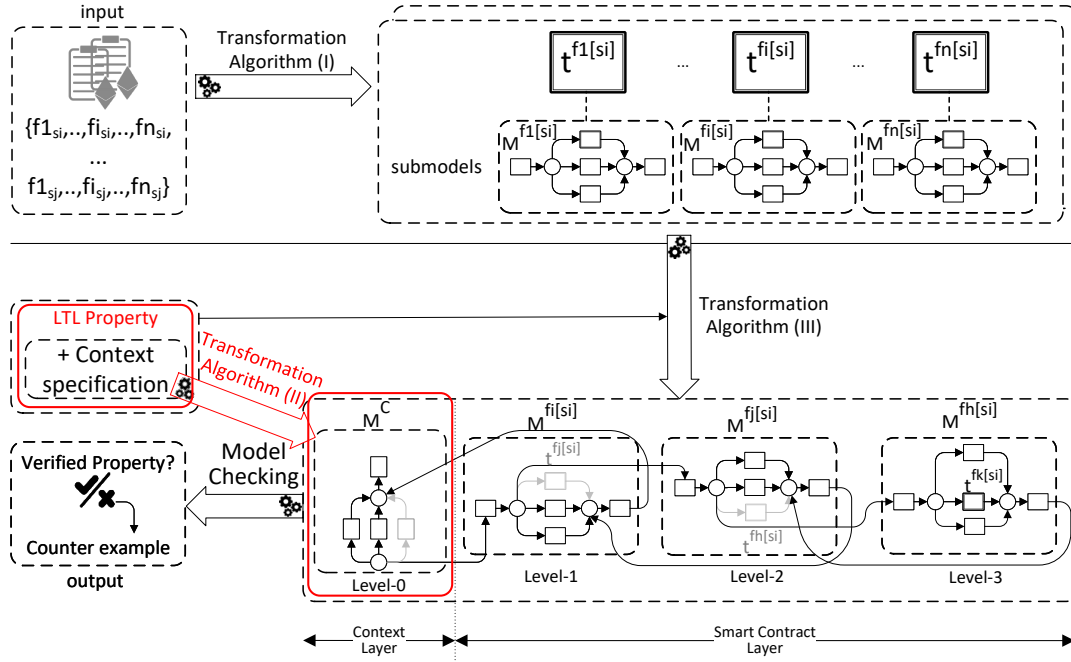 input
Transformation
Algorithm (I)
{f1si,..,fisi,..,fnsi,
...
f1sj,..,fisj,..,fnsj}
t f1[si]
...
t fi[si]
...
t fn[si]
submodels
M f1[si]
M fi[si]
M fn[si]
LTL Property
+ Context
specification
Transformation
Algorithm (II)
Transformation
Algorithm (III)
Verified Property?
Counter example
output
Model
Checking
M C
Level-0
M fi[si]
t fj[si]
Level-1
M fj[si]
t fh[si]
Level-2
M fh[si]
t fk[si]
Level-3
Context
Layer
Smart Contract
Layer